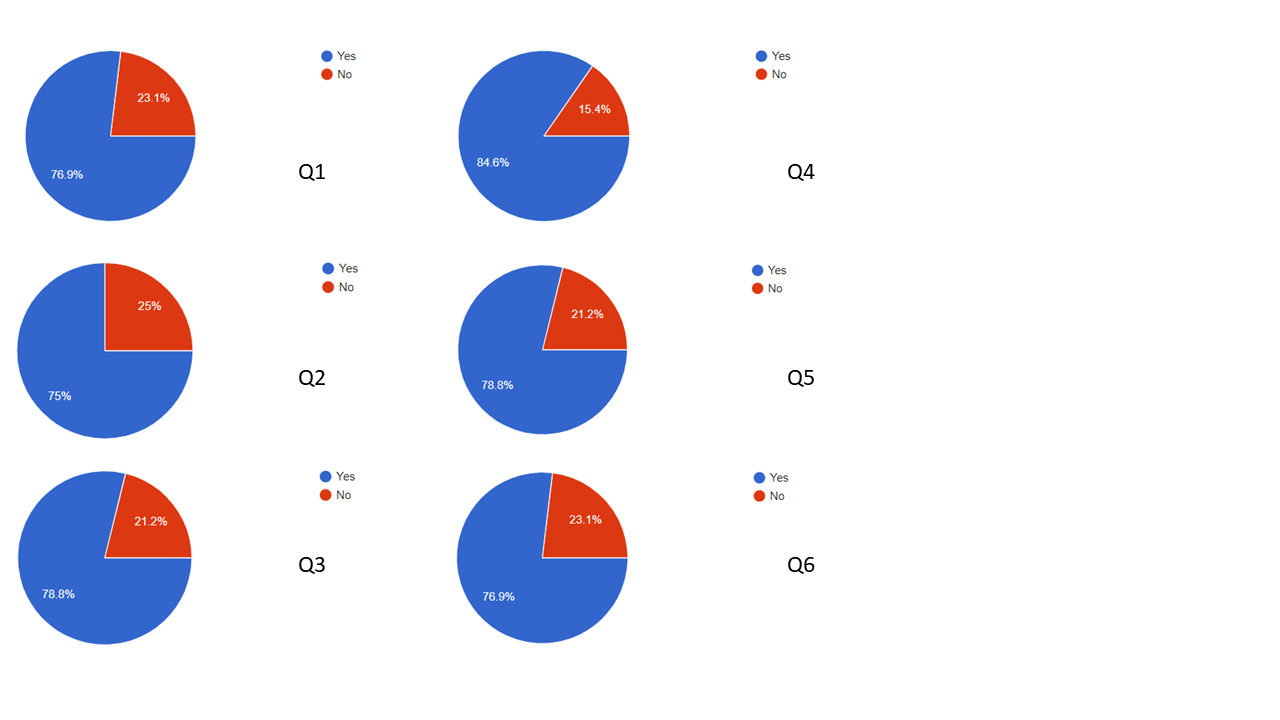 Yes
No
23.1%
76.9%
Q1
Yes
No
25%
75%
Q2
Yes
No
21.2%
78.8%
Q3
Yes
No
15.4%
84.6%
Q4
Yes
No
21.2%
78.8%
Q5
Yes
No
23.1%
76.9%
Q6